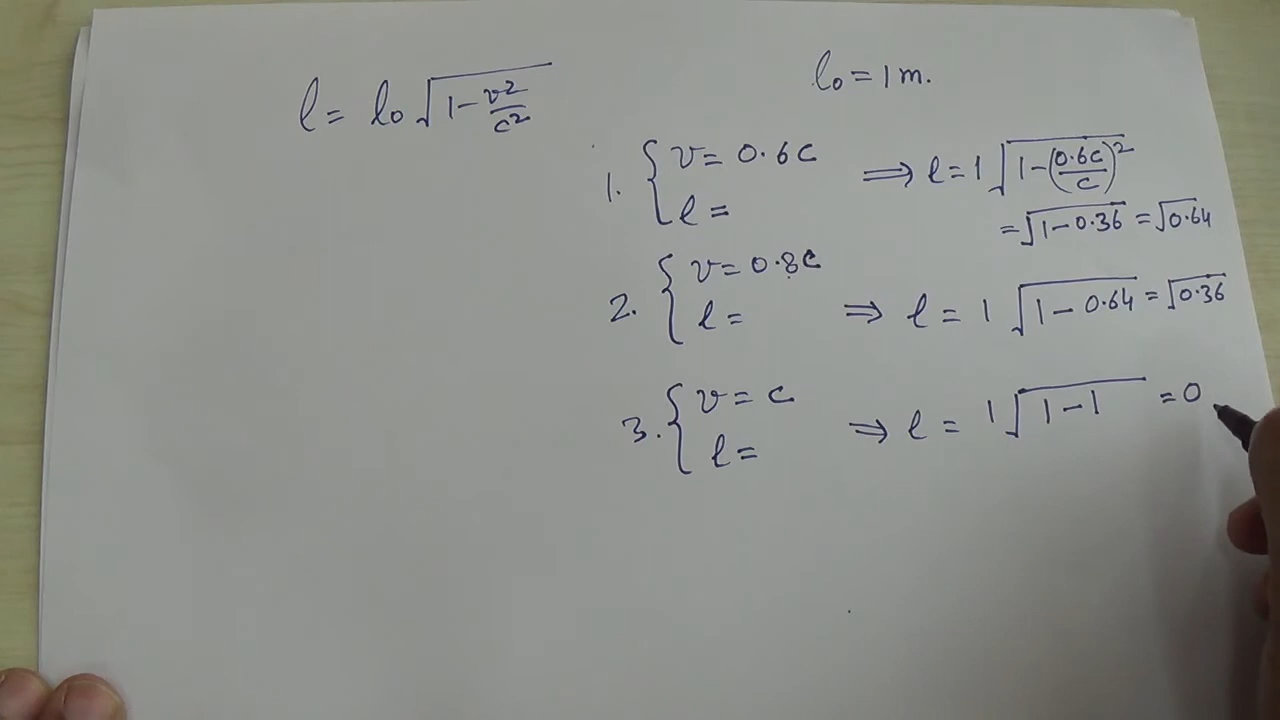 l = l₀ √(1 - v²/c²)
l₀ = 1 m.
1. { v = 0.6c ⟹ l = 1 √(1 - (0.6c/c)²)
l = 
= √(1 - 0.36) = √0.64
2. { v = 0.8c
l = ⟹ l = 1 √(1 - 0.64) = √0.36
3. { v = c ⟹ l = 1 √(1 - 1) = 0
l =